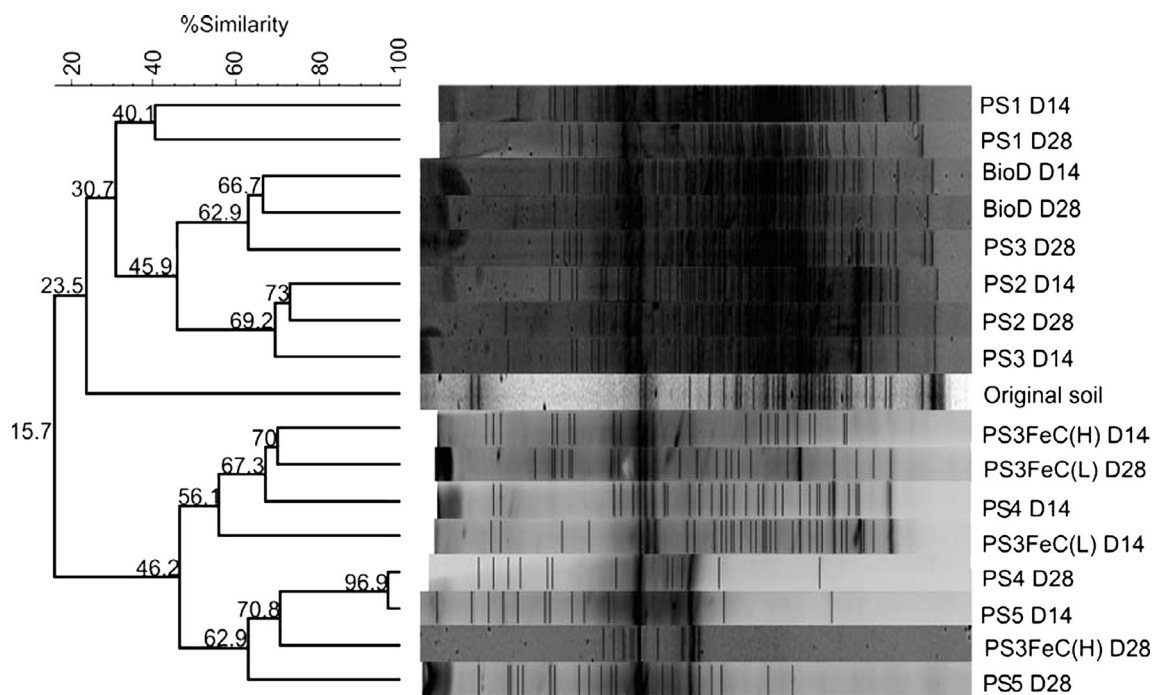 %Similarity
20 40 60 80 100
40.1 PS1 D14
PS1 D28
66.7 BioD D14
30.7
62.9 BioD D28
PS3 D28
45.9
73 PS2 D14
23.5
69.2 PS2 D28
PS3 D14
Original soil
15.7
70 PS3FeC(H) D14
67.3 PS3FeC(L) D28
56.1 PS4 D14
PS3FeC(L) D14
46.2
96.9 PS4 D28
70.8 PS5 D14
62.9 PS3FeC(H) D28
PS5 D28